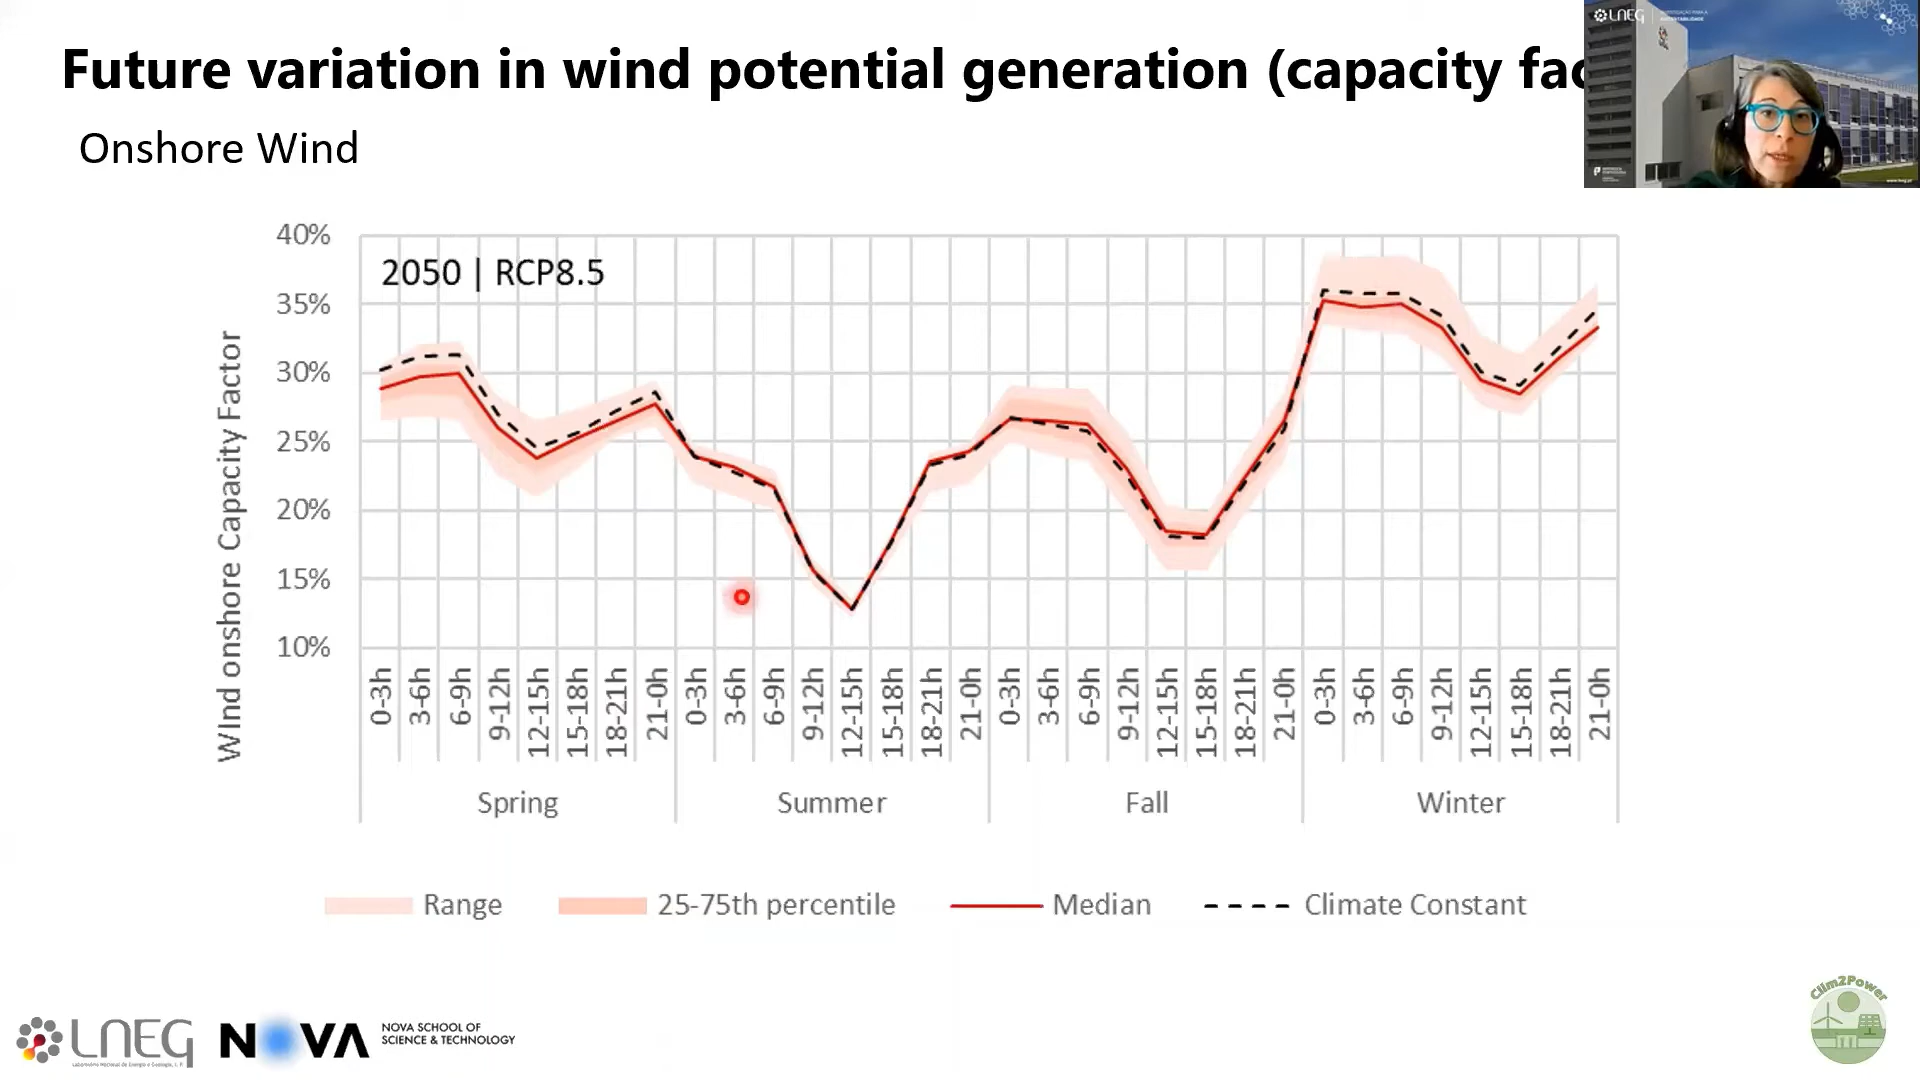 Future variation in wind potential generation (capacity fac
LNEG
Onshore Wind
2050 | RCP8.5
Wind onshore Capacity Factor
40%
35%
30%
25%
20%
15%
10%
0-3h 3-6h 6-9h 9-12h 12-15h 15-18h 18-21h 21-0h 0-3h 3-6h 6-9h 9-12h 12-15h 15-18h 18-21h 21-0h 0-3h 3-6h 6-9h 9-12h 12-15h 15-18h 18-21h 21-0h 0-3h 3-6h 6-9h 9-12h 12-15h 15-18h 18-21h 21-0h
Spring Summer Fall Winter
Range 25-75th percentile Median Climate Constant
Clim2Power
LNEG
Laboratório Nacional de Energia e Geologia, I. P.
NOVA
NOVA SCHOOL OF
SCIENCE & TECHNOLOGY